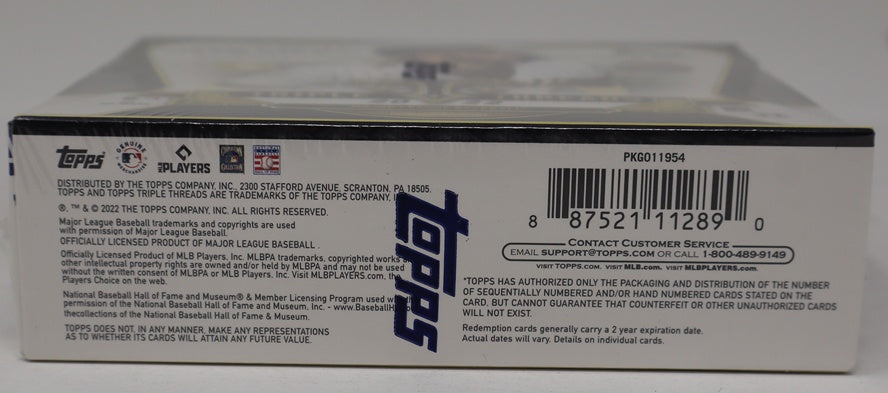 Topps
GENUINE MERCHANDISE
MLB PLAYERS
DISTRIBUTED BY THE TOPPS COMPANY, INC., 2300 STAFFORD AVENUE, SCRANTON, PA 18505.
TOPPS AND TOPPS TRIPLE THREADS ARE TRADEMARKS OF THE TOPPS COMPANY,
®, ™ & © 2022 THE TOPPS COMPANY, INC. ALL RIGHTS RESERVED.
Major League Baseball trademarks and copyrights are used
with permission of Major League Baseball.
OFFICIALLY LICENSED PRODUCT OF MAJOR LEAGUE BASEBALL .
Officially Licensed Product of MLB Players, Inc. MLBPA trademarks, copyrighted works
other intellectual property rights are owned and/or held by MLBPA and may not be used
without the written consent of MLBPA or MLB Players, Inc. Visit MLBPLAYERS.com, the
Players Choice on the web.
National Baseball Hall of Fame and Museum® & Member Licensing Program used
permission of the National Baseball Hall of Fame and Museum, Inc. - www.
thecollections of the National Baseball Hall of Fame & Museum.
TOPPS DOES NOT, IN ANY MANNER, MAKE ANY REPRESENTATIONS
AS TO WHETHER ITS CARDS WILL ATTAIN ANY FUTURE VALUE.
Topps
PKG011954
8 87521 11289 0
CONTACT CUSTOMER SERVICE
EMAIL SUPPORT@TOPPS.COM OR CALL 1-800-489-9149
VISIT TOPPS.COM. VISIT MLB.com. VISIT MLBPLAYERS.com.
*TOPPS HAS AUTHORIZED ONLY THE PACKAGING AND DISTRIBUTION OF THE NUMBER
OF SEQUENTIALLY NUMBERED AND/OR HAND NUMBERED CARDS STATED ON THE
CARD. BUT CANNOT GUARANTEE THAT COUNTERFEIT OR OTHER UNAUTHORIZED CARDS
WILL NOT EXIST.
Redemption cards generally carry a 2 year expiration date.
Actual dates will vary. Details on individual cards.